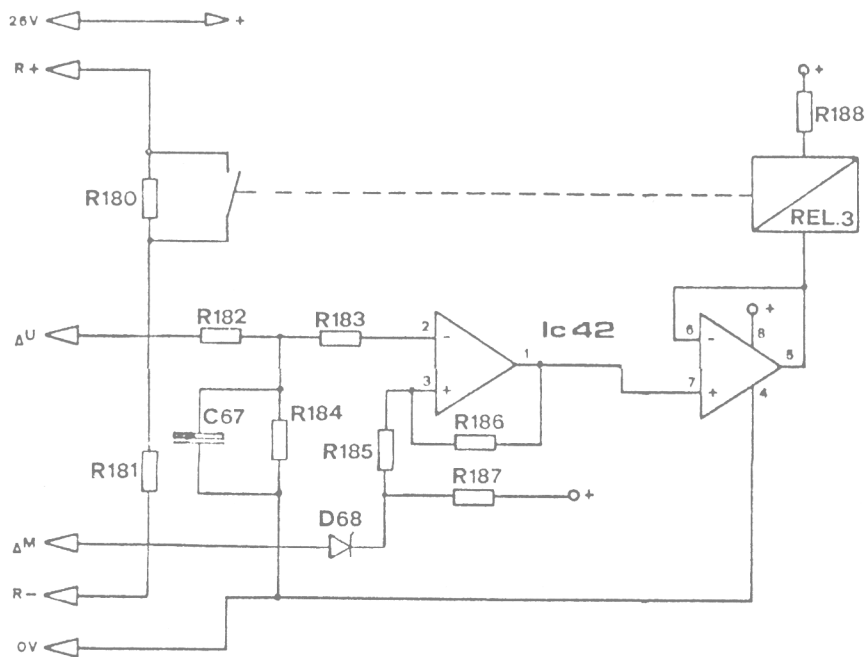 26V +
R+
+
R188
R180
REL.3
ΔU
R182
R183
2
-
1
Ic42
+
6
-
8
5
3
+
7
+
4
C67
R184
R186
R185
R181
R187
+
D68
ΔM
R-
0V